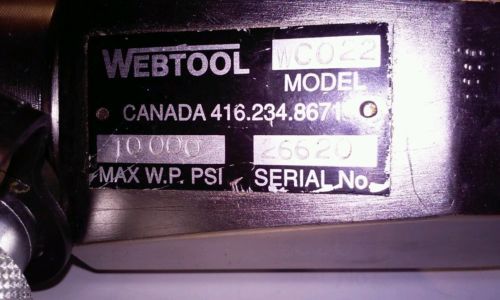 WEBTOOL WC022
MODEL
CANADA 416.234.8671
10 000 26620
MAX W.P. PSI SERIAL No.